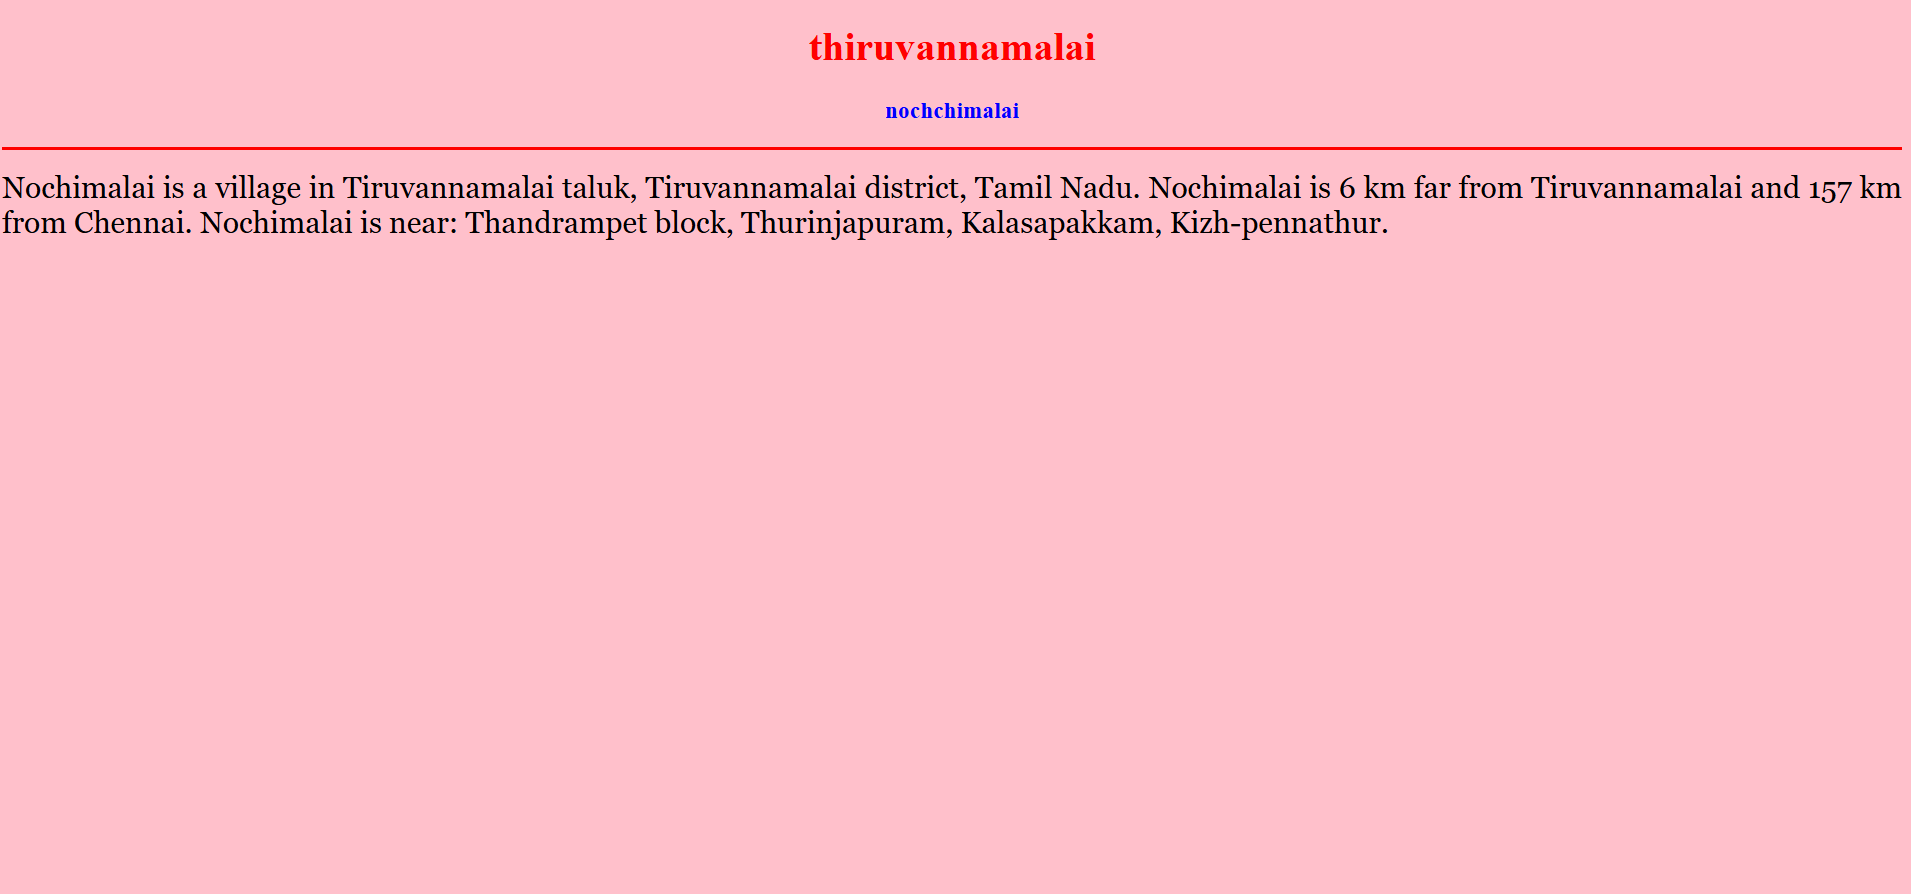 thiruvannamalai
nochchimalai
Nochimalai is a village in Tiruvannamalai taluk, Tiruvannamalai district, Tamil Nadu. Nochimalai is 6 km far from Tiruvannamalai and 157 km
from Chennai. Nochimalai is near: Thandrampet block, Thurinjapuram, Kalasapakkam, Kizh-pennathur.